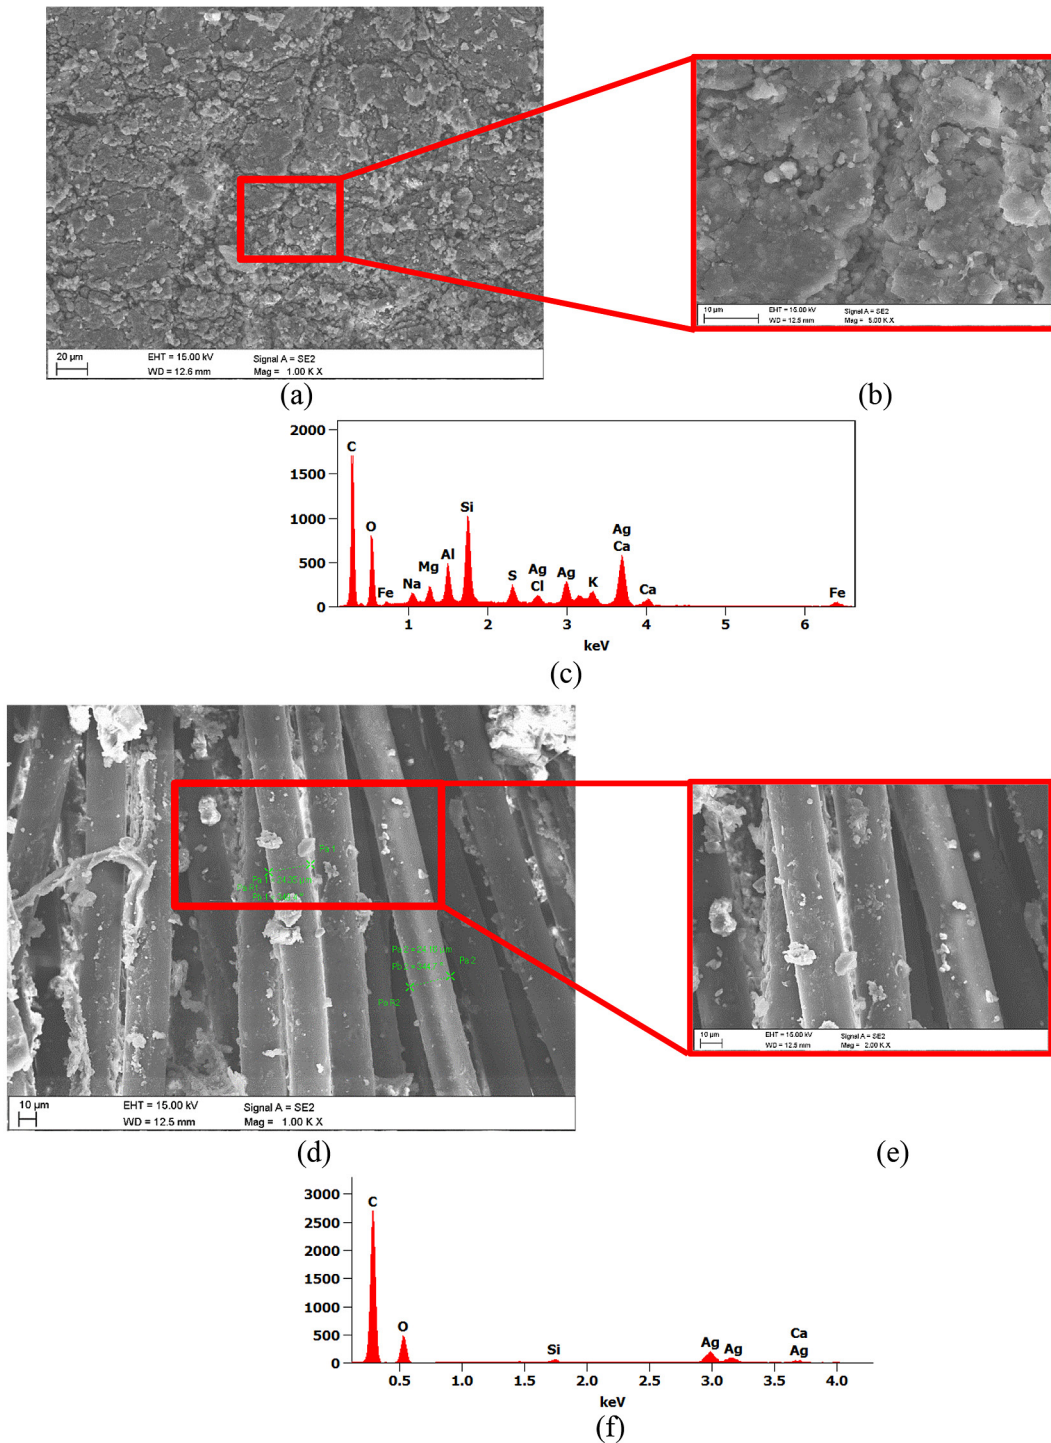 20 µm
EHT = 15.00 kV
Signal A = SE2
WD = 12.6 mm
Mag = 1.00 K X
10 µm
EHT = 15.00 kV
Signal A = SE2
WD = 12.5 mm
Mag = 5.00 K X
(a)
(b)
2000
1500
1000
500
0
C
O
Fe
Na
Mg
Al
Si
S
Ag
Cl
Ag
K
Ag
Ca
Ca
Fe
1 2 3 4 5 6
keV
(c)
Pa 1
Pa R1
Pa 2
Pa R2
10 µm
EHT = 15.00 kV
Signal A = SE2
WD = 12.5 mm
Mag = 1.00 K X
10 µm
EHT = 15.00 kV
Signal A = SE2
WD = 12.5 mm
Mag = 2.00 K X
(d)
(e)
3000
2500
2000
1500
1000
500
0
C
O
Si
Ag
Ag
Ca
Ag
0.5 1.0 1.5 2.0 2.5 3.0 3.5 4.0
keV
(f)